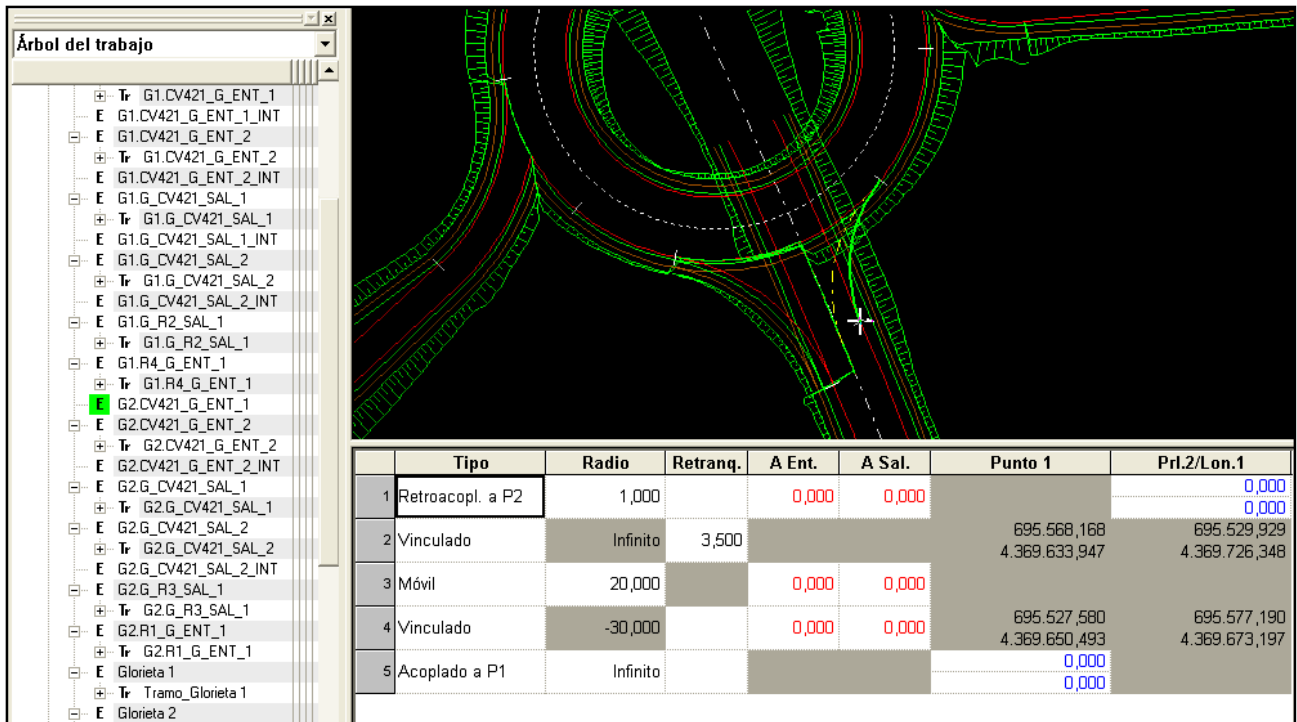 Árbol del trabajo
Tr G1.CV421_G_ENT_1
E G1.CV421_G_ENT_1_INT
E G1.CV421_G_ENT_2
Tr G1.CV421_G_ENT_2
E G1.CV421_G_ENT_2_INT
E G1.G_CV421_SAL_1
Tr G1.G_CV421_SAL_1
E G1.G_CV421_SAL_1_INT
E G1.G_CV421_SAL_2
Tr G1.G_CV421_SAL_2
E G1.G_CV421_SAL_2_INT
E G1.G_R2_SAL_1
Tr G1.G_R2_SAL_1
E G1.R4_G_ENT_1
Tr G1.R4_G_ENT_1
E G2.CV421_G_ENT_1
E G2.CV421_G_ENT_2
Tr G2.CV421_G_ENT_2
E G2.CV421_G_ENT_2_INT
E G2.G_CV421_SAL_1
Tr G2.G_CV421_SAL_1
E G2.G_CV421_SAL_2
Tr G2.G_CV421_SAL_2
E G2.G_CV421_SAL_2_INT
E G2.G_R3_SAL_1
Tr G2.G_R3_SAL_1
E G2.R1_G_ENT_1
Tr G2.R1_G_ENT_1
E Glorieta 1
Tr Tramo_Glorieta 1
E Glorieta 2
Tipo Radio Retranq. A Ent. A Sal. Punto 1 Prl.2/Lon.1
1 Retroacopl. a P2 1,000 0,000 0,000 0,000
0,000
2 Vinculado Infinito 3,500 695.568,168 695.529,929
4.369.633,947 4.369.726,348
3 Móvil 20,000 0,000 0,000
4 Vinculado -30,000 0,000 0,000 695.527,580 695.577,190
4.369.650,493 4.369.673,197
5 Acoplado a P1 Infinito 0,000
0,000